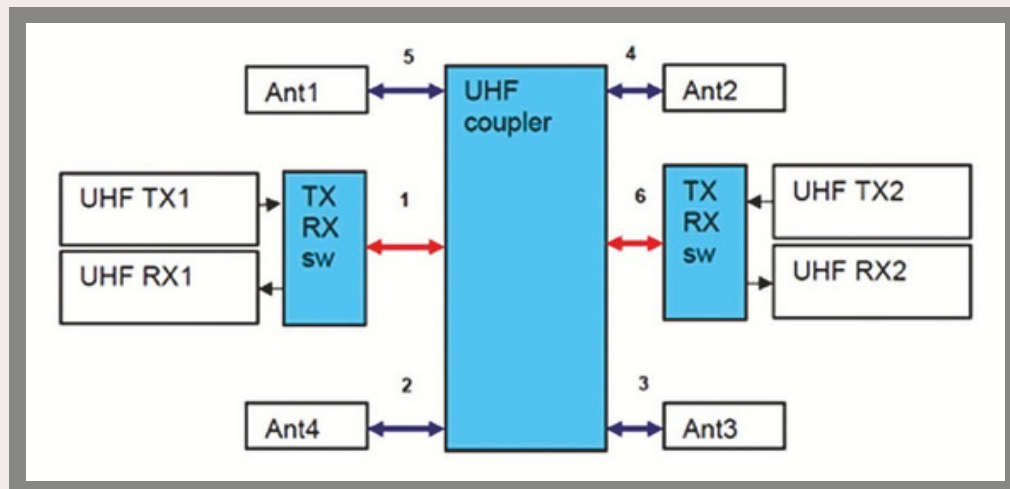 5
4
Ant1
UHF
coupler
Ant2
UHF TX1
TX
RX
sw
1
6
TX
RX
sw
UHF TX2
UHF RX1
UHF RX2
2
3
Ant4
Ant3